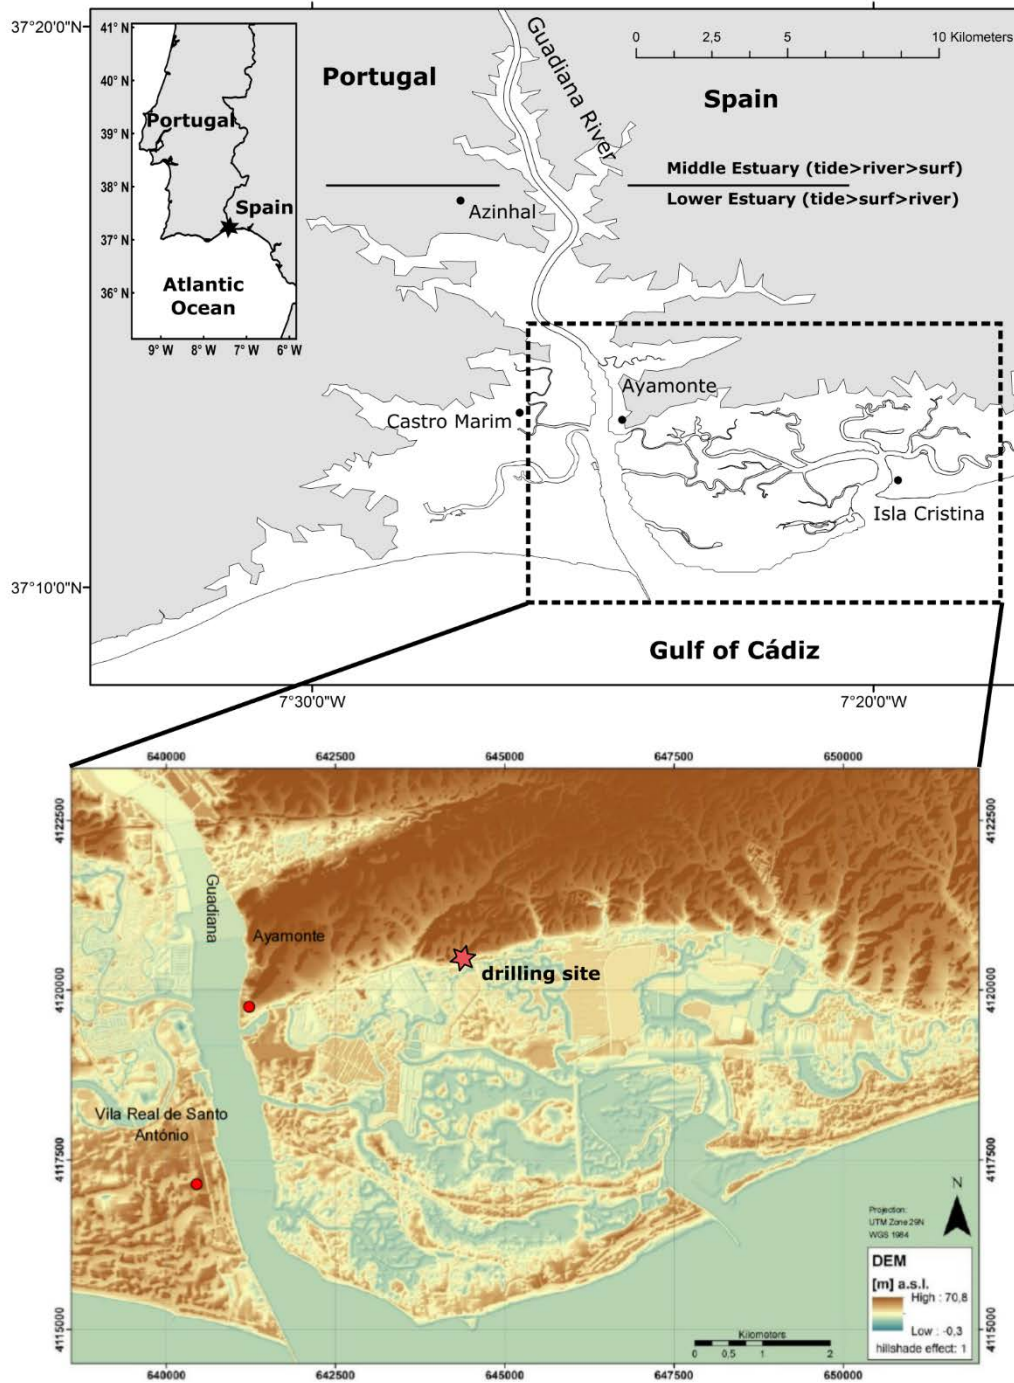 37°20'0"N
41° N
40° N
39° N
38° N
37° N
36° N
Portugal
Spain
Atlantic
Ocean
9° W 8° W 7° W 6° W
Portugal
Guadiana River
Spain
0 2,5 5 10 Kilometers
Middle Estuary (tide>river>surf)
Lower Estuary (tide>surf>river)
Azinhal
Castro Marim
Ayamonte
Isla Cristina
37°10'0"N
Gulf of Cádiz
7°30'0"W 7°20'0"W
640000 642500 645000 647500 650000
4122500 4122500
Guadiana
Ayamonte
drilling site
4120000 4120000
Vila Real de Santo
António
4117500 4117500
N
Projection:
UTM Zone 29N
WGS 1984
DEM
[m] a.s.l.
High : 70,8
Low : -0,3
hillshade effect: 1
Kilometers
0 0,5 1 2
4115000 4115000
640000 642500 645000 647500 650000